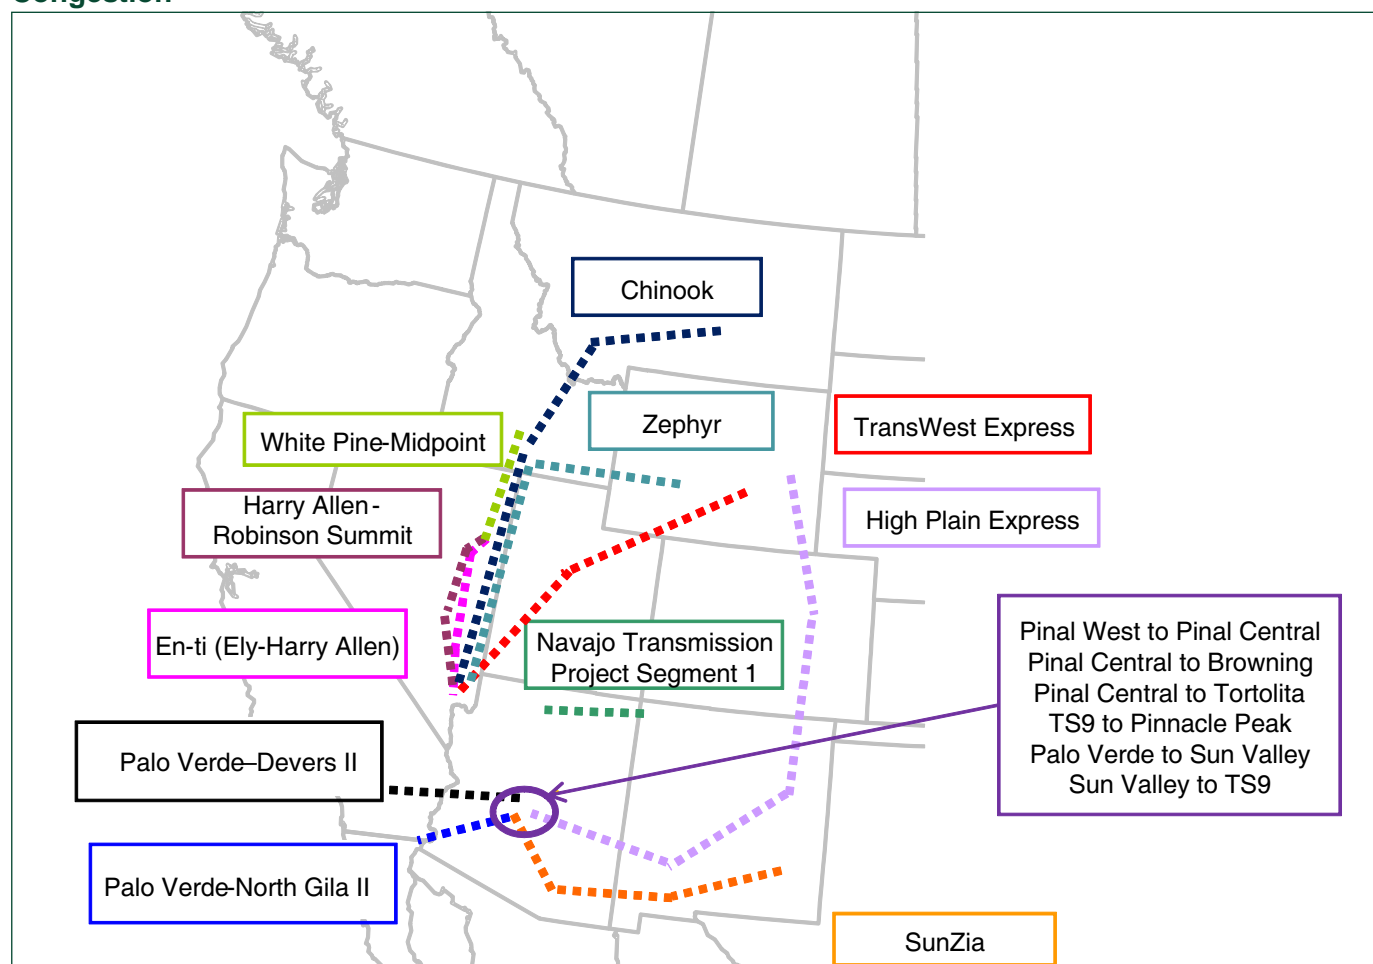 Congestion
Chinook
Zephyr
TransWest Express
White Pine-Midpoint
Harry Allen-
Robinson Summit
High Plain Express
En-ti (Ely-Harry Allen)
Navajo Transmission
Project Segment 1
Pinal West to Pinal Central
Pinal Central to Browning
Pinal Central to Tortolita
TS9 to Pinnacle Peak
Palo Verde to Sun Valley
Sun Valley to TS9
Palo Verde–Devers II
Palo Verde-North Gila II
SunZia